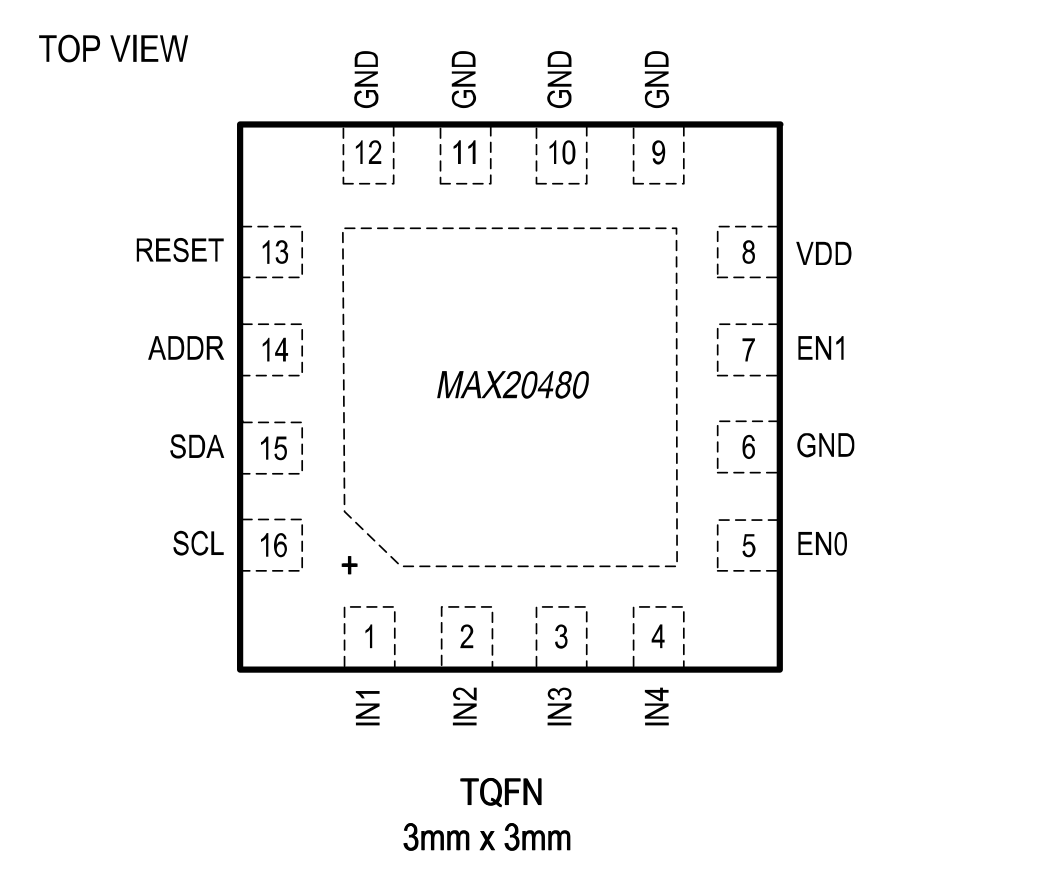 TOP VIEW
GND GND GND GND
12 11 10 9
RESET 13 8 VDD
ADDR 14 7 EN1
MAX20480
SDA 15 6 GND
SCL 16 5 EN0
+
1 2 3 4
IN1 IN2 IN3 IN4
TQFN
3mm x 3mm